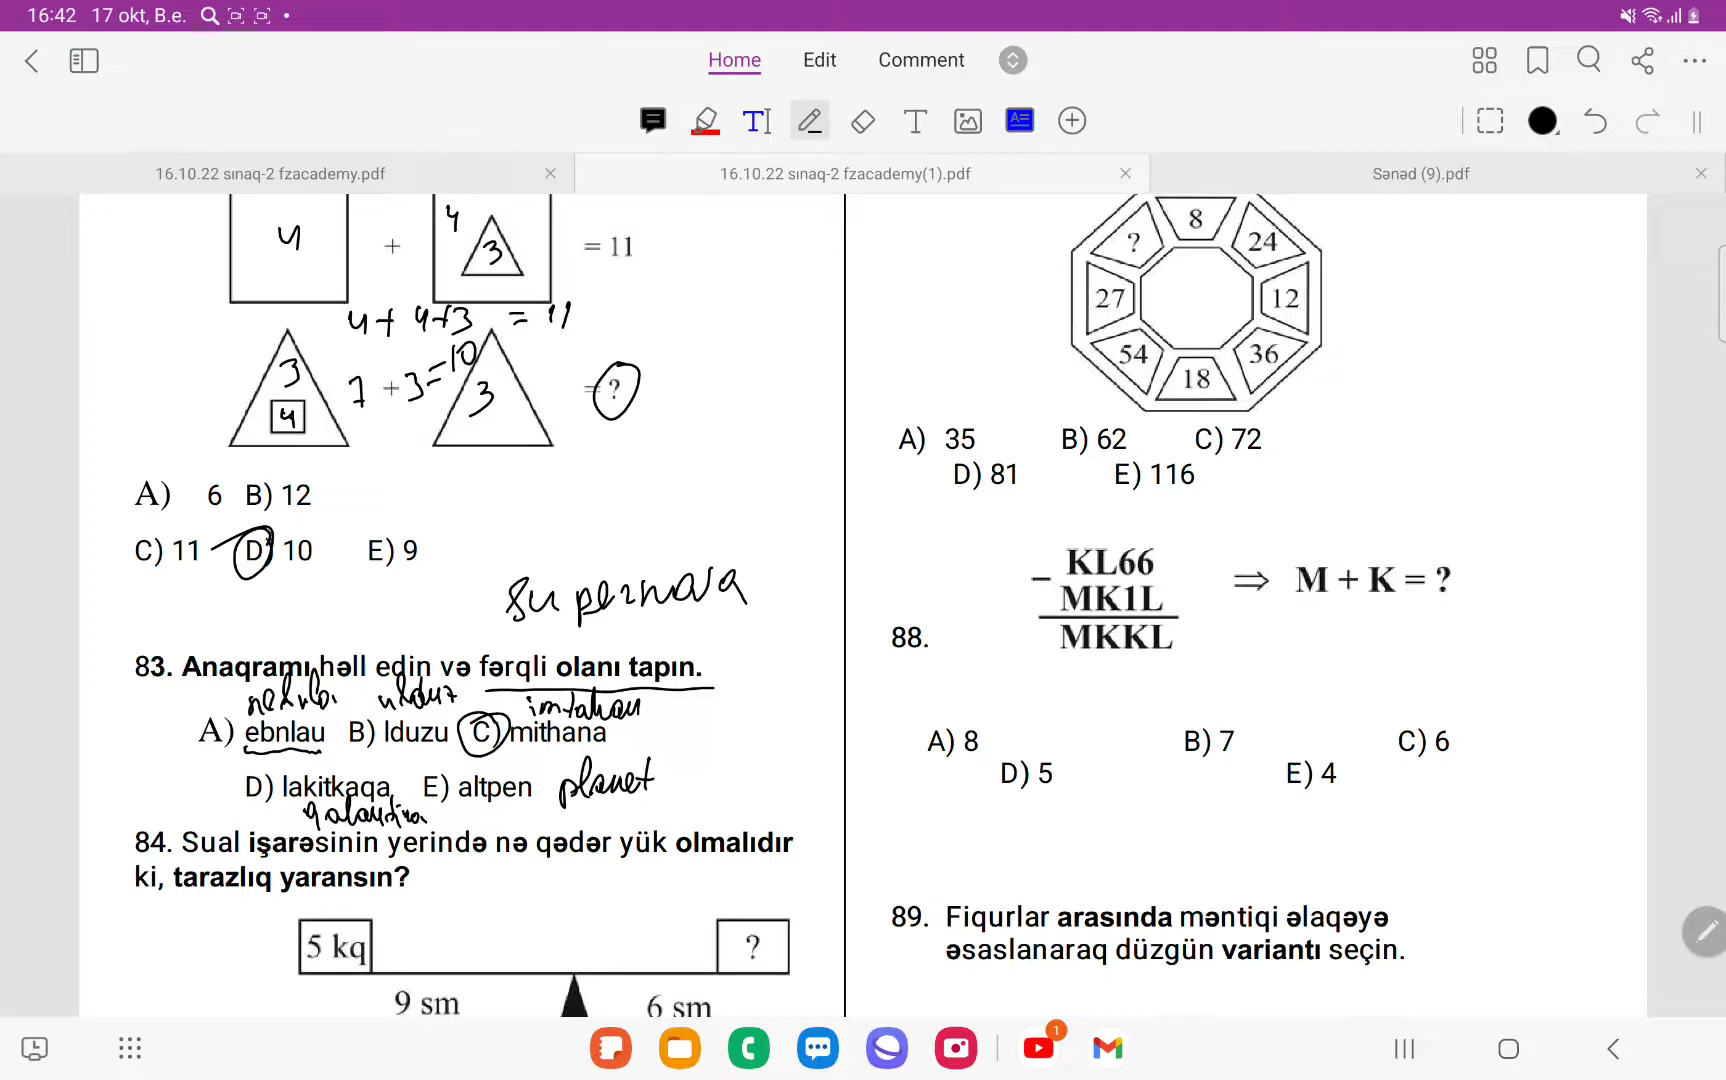 16:42 17 okt, B.e.
Home Edit Comment
16.10.22 sınaq-2 fzacademy.pdf
16.10.22 sınaq-2 fzacademy(1).pdf
Sənəd (9).pdf
4 + 4 3 = 11
4 + 4 + 3 = 11
3 4 7 + 3 = 10 3 = ?
A) 6 B) 12
C) 11 D) 10 E) 9
supernova
83. Anaqramı həll edin və fərqli olanı tapın.
ulduz imtahan
A) ebnlau B) lduzu C) mithana
D) lakitkaqa E) altpen planet
84. Sual işarəsinin yerində nə qədər yük olmalıdır
ki, tarazlıq yaransın?
5 kq ?
9 sm 6 sm
8
? 24
27 12
54 36
18
A) 35 B) 62 C) 72
D) 81 E) 116
KL66
− MK1L ⇒ M + K = ?
MKKL
88.
A) 8 B) 7 C) 6
D) 5 E) 4
89. Fiqurlar arasında məntiqi əlaqəyə
əsaslanaraq düzgün variantı seçin.
1